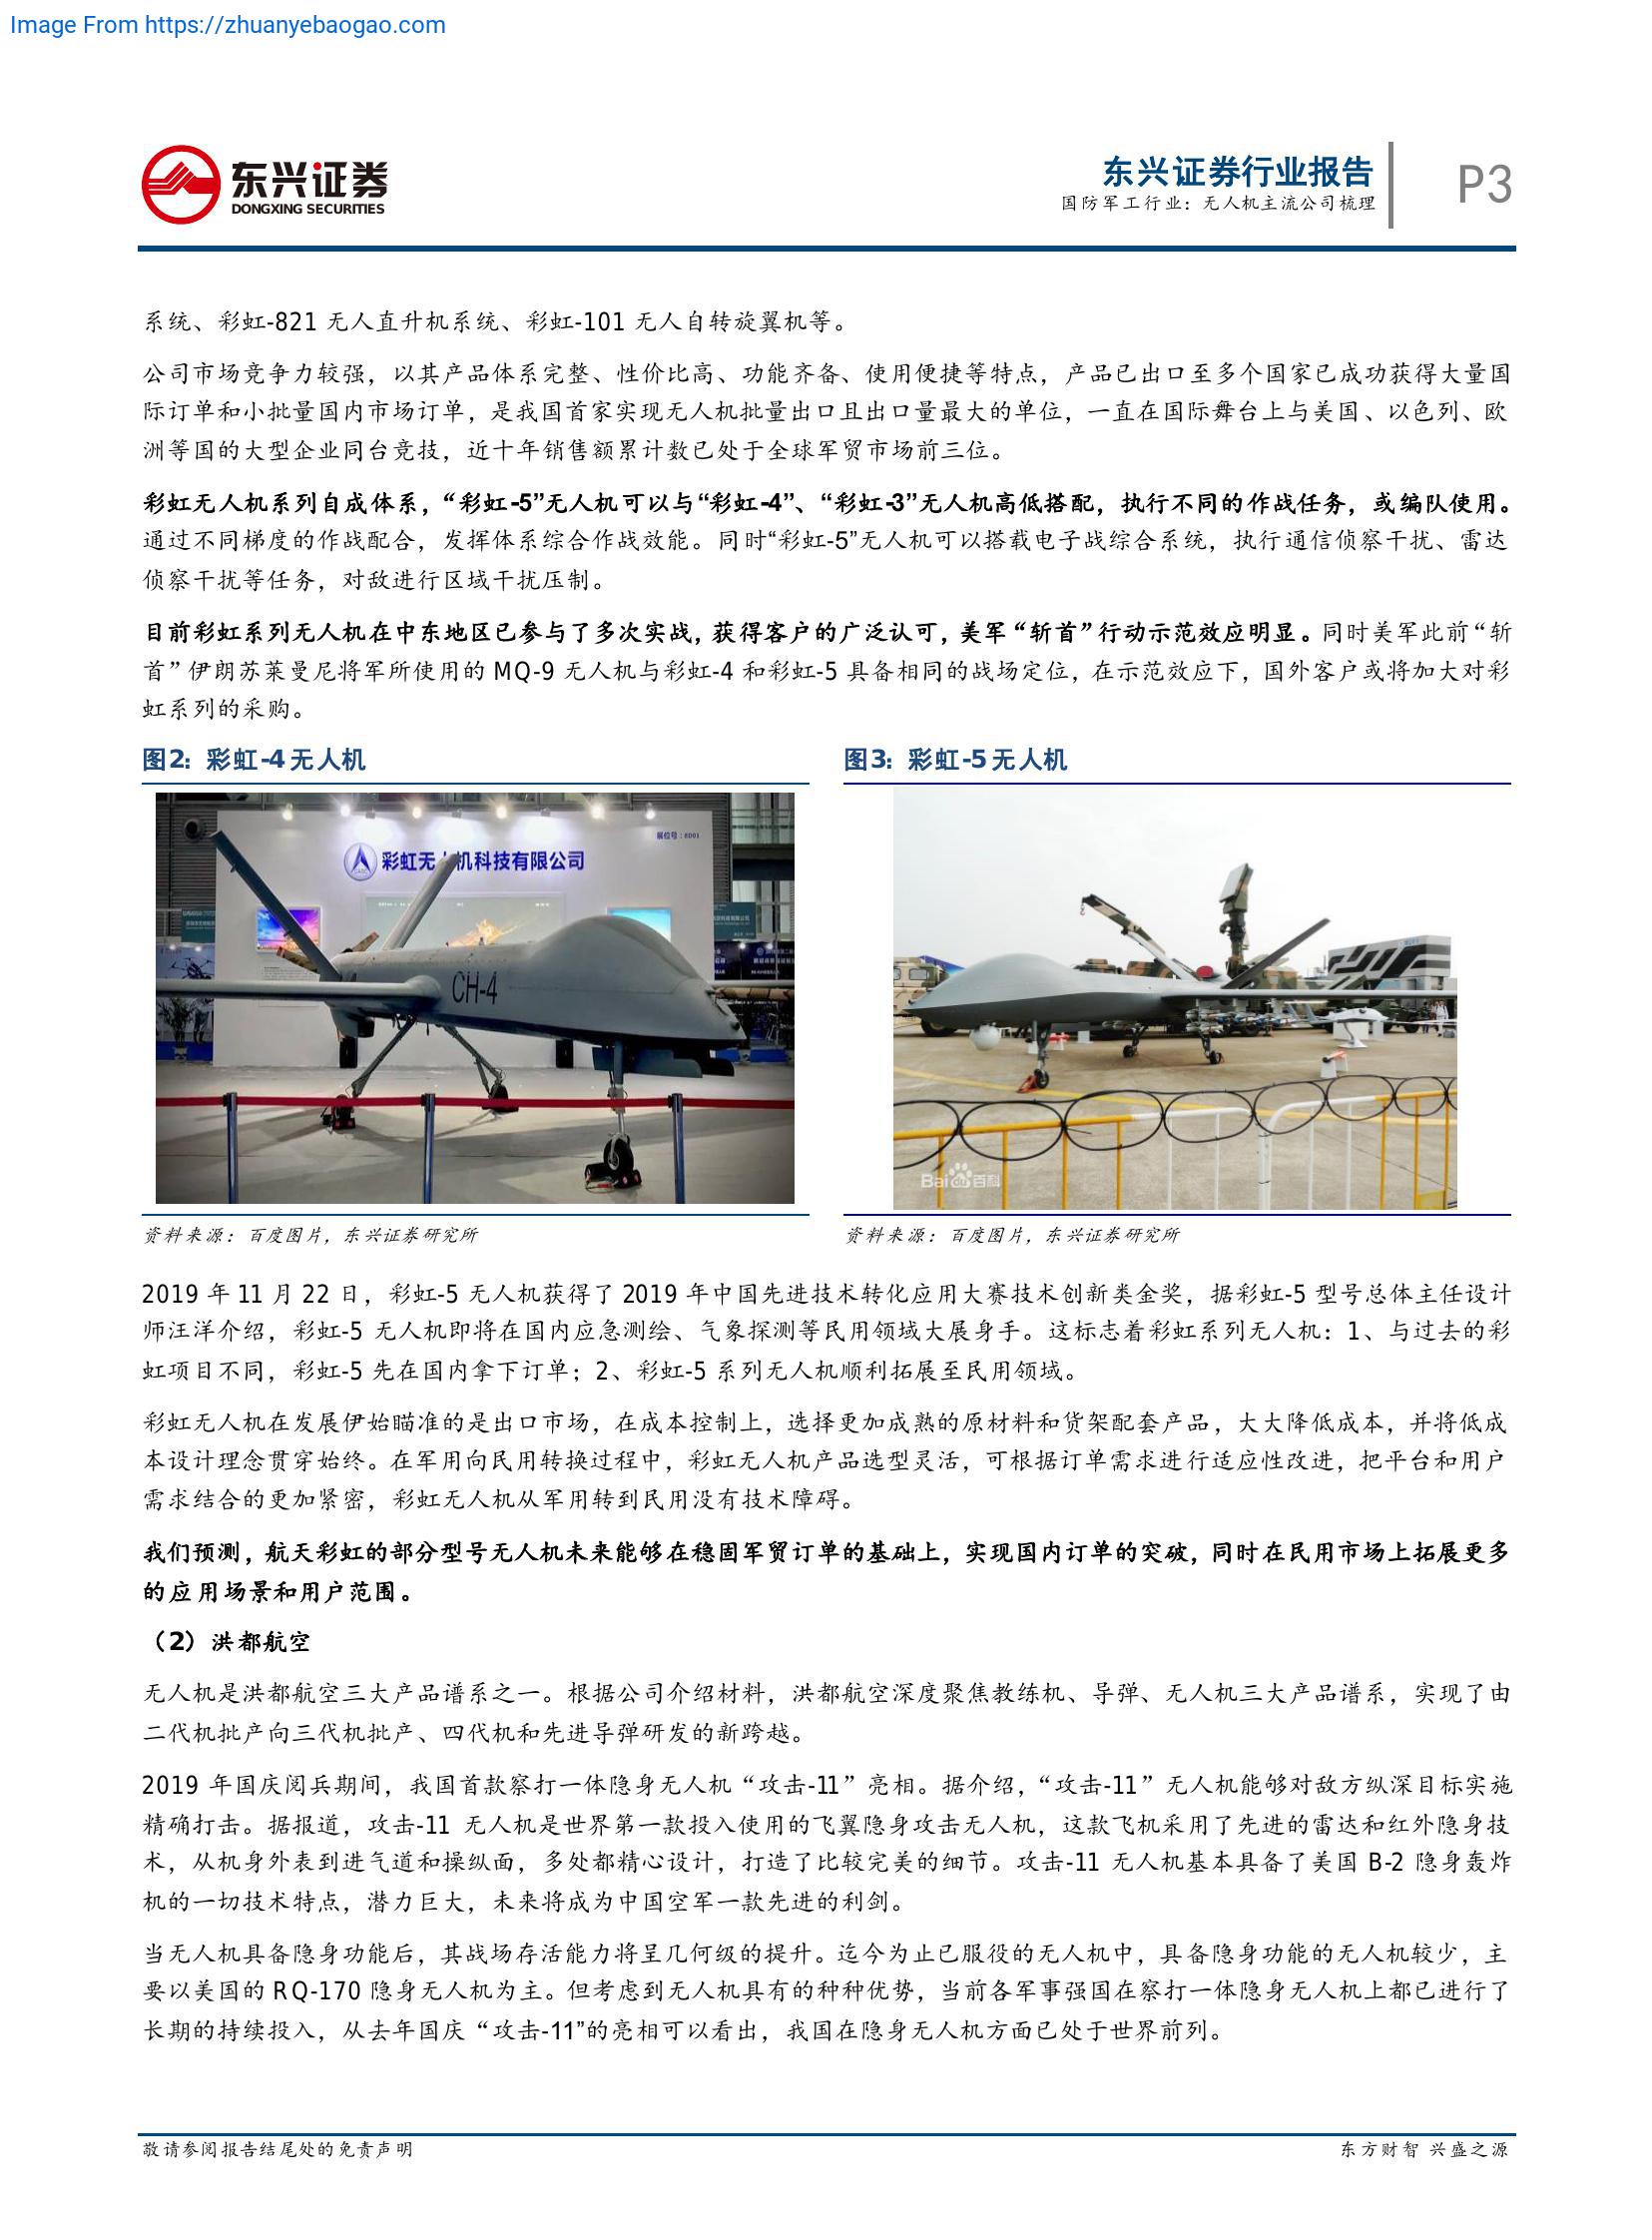 Image From https://zhuanyebaogao.com
东兴证券
DONGXING SECURITIES
东兴证券行业报告
国防军工行业：无人机主流公司梳理
P3
系统、彩虹-821 无人直升机系统、彩虹-101 无人自转旋翼机等。
公司市场竞争力较强，以其产品体系完整、性价比高、功能齐备、使用便捷等特点，产品已出口至多个国家已成功获得大量国
际订单和小批量国内市场订单，是我国首家实现无人机批量出口且出口量最大的单位，一直在国际舞台上与美国、以色列、欧
洲等国的大型企业同台竞技，近十年销售额累计数已处于全球军贸市场前三位。
彩虹无人机系列自成体系，“彩虹-5”无人机可以与“彩虹-4”、“彩虹-3”无人机高低搭配，执行不同的作战任务，或编队使用。
通过不同梯度的作战配合，发挥体系综合作战效能。同时“彩虹-5”无人机可以搭载电子战综合系统，执行通信侦察干扰、雷达
侦察干扰等任务，对敌进行区域干扰压制。
目前彩虹系列无人机在中东地区已参与了多次实战，获得客户的广泛认可，美军“斩首”行动示范效应明显。同时美军此前“斩
首”伊朗苏莱曼尼将军所使用的 MQ-9 无人机与彩虹-4 和彩虹-5 具备相同的战场定位，在示范效应下，国外客户或将加大对彩
虹系列的采购。
图2：彩虹-4无人机
图3：彩虹-5无人机
展位号：6D01
彩虹无人机科技有限公司
CH-4
Bai百科
资料来源：百度图片，东兴证券研究所
资料来源：百度图片，东兴证券研究所
2019 年 11 月 22 日，彩虹-5 无人机获得了 2019 年中国先进技术转化应用大赛技术创新类金奖，据彩虹-5 型号总体主任设计
师汪洋介绍，彩虹-5 无人机即将在国内应急测绘、气象探测等民用领域大展身手。这标志着彩虹系列无人机：1、与过去的彩
虹项目不同，彩虹-5 先在国内拿下订单；2、彩虹-5 系列无人机顺利拓展至民用领域。
彩虹无人机在发展伊始瞄准的是出口市场，在成本控制上，选择更加成熟的原材料和货架配套产品，大大降低成本，并将低成
本设计理念贯穿始终。在军用向民用转换过程中，彩虹无人机产品选型灵活，可根据订单需求进行适应性改进，把平台和用户
需求结合的更加紧密，彩虹无人机从军用转到民用没有技术障碍。
我们预测，航天彩虹的部分型号无人机未来能够在稳固军贸订单的基础上，实现国内订单的突破，同时在民用市场上拓展更多
的应用场景和用户范围。
（2）洪都航空
无人机是洪都航空三大产品谱系之一。根据公司介绍材料，洪都航空深度聚焦教练机、导弹、无人机三大产品谱系，实现了由
二代机批产向三代机批产、四代机和先进导弹研发的新跨越。
2019 年国庆阅兵期间，我国首款察打一体隐身无人机“攻击-11”亮相。据介绍，“攻击-11”无人机能够对敌方纵深目标实施
精确打击。据报道，攻击-11 无人机是世界第一款投入使用的飞翼隐身攻击无人机，这款飞机采用了先进的雷达和红外隐身技
术，从机身外表到进气道和操纵面，多处都精心设计，打造了比较完美的细节。攻击-11 无人机基本具备了美国 B-2 隐身轰炸
机的一切技术特点，潜力巨大，未来将成为中国空军一款先进的利剑。
当无人机具备隐身功能后，其战场存活能力将呈几何级的提升。迄今为止已服役的无人机中，具备隐身功能的无人机较少，主
要以美国的 RQ-170 隐身无人机为主。但考虑到无人机具有的种种优势，当前各军事强国在察打一体隐身无人机上都已进行了
长期的持续投入，从去年国庆“攻击-11”的亮相可以看出，我国在隐身无人机方面已处于世界前列。
敬请参阅报告结尾处的免责声明
东方财智 兴盛之源